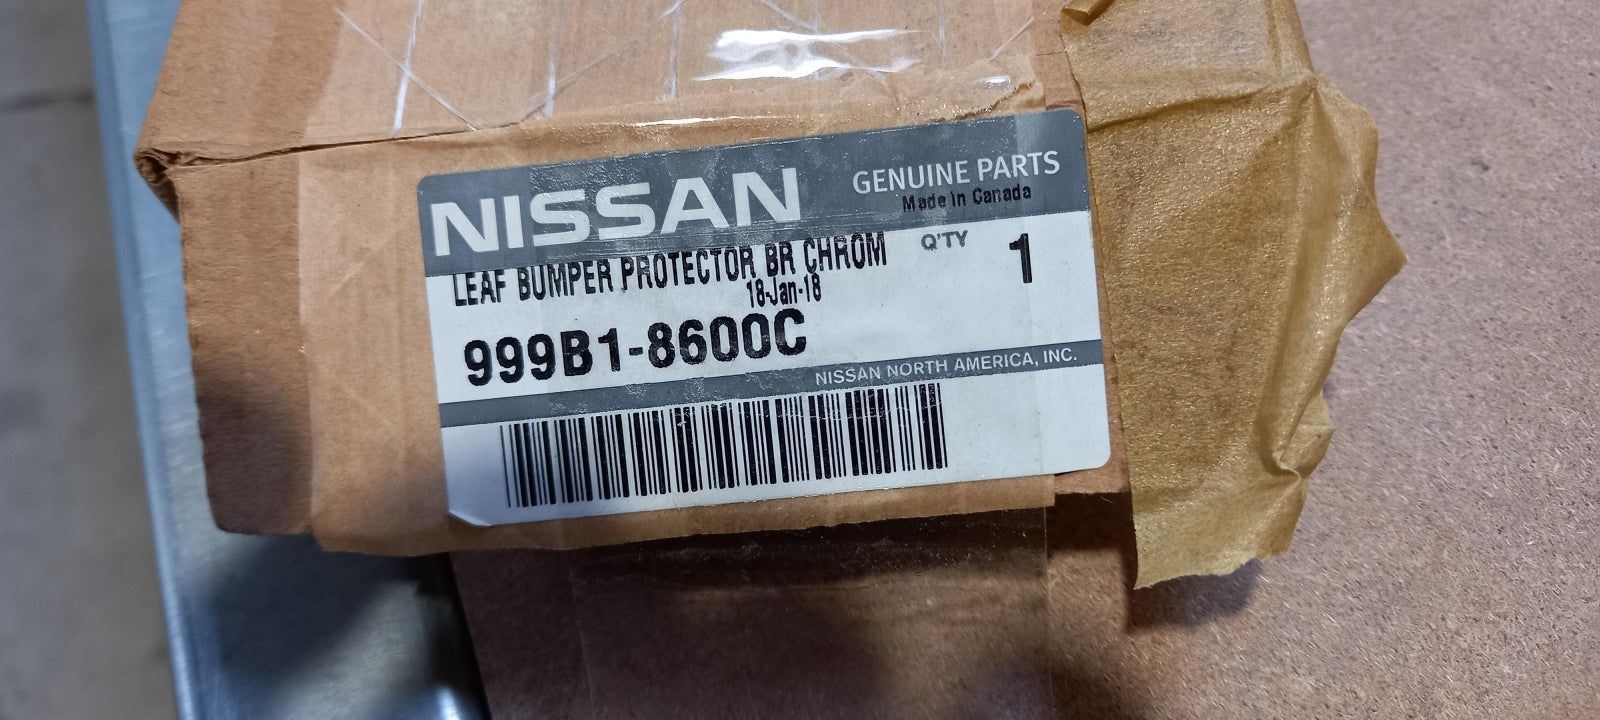 NISSAN
GENUINE PARTS
Made in Canada
LEAF BUMPER PROTECTOR BR CHROM
Q'TY 1
18-Jan-18
999B1-8600C
NISSAN NORTH AMERICA, INC.